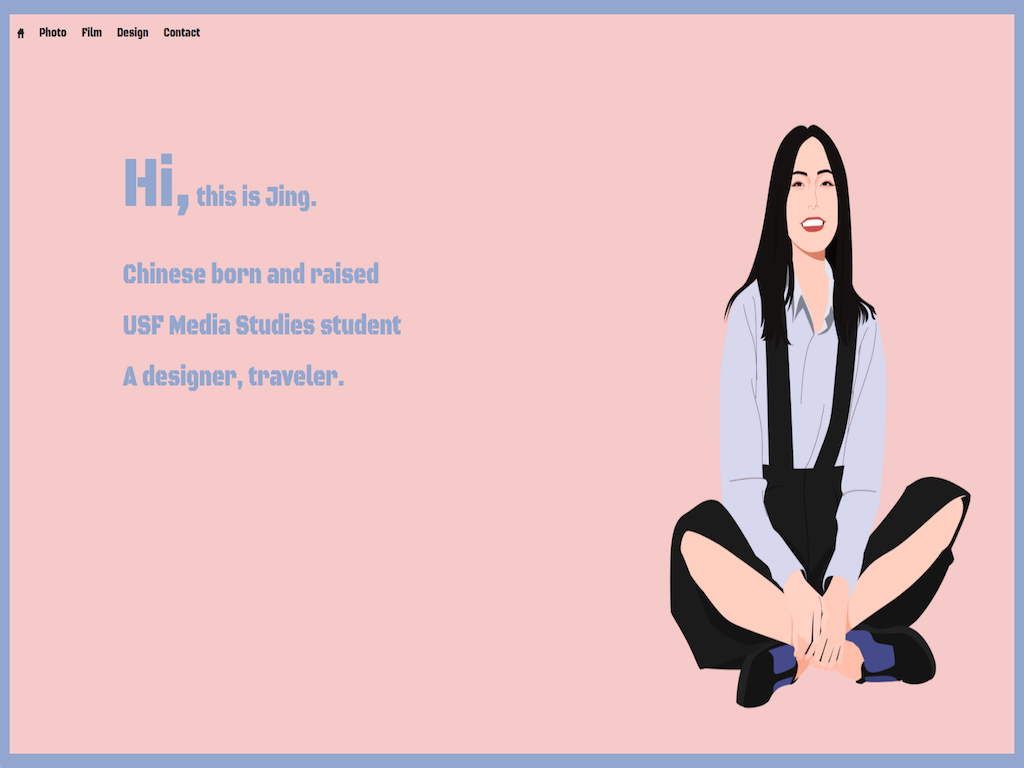 Photo Film Design Contact
Hi, this is Jing.
Chinese born and raised
USF Media Studies student
A designer, traveler.